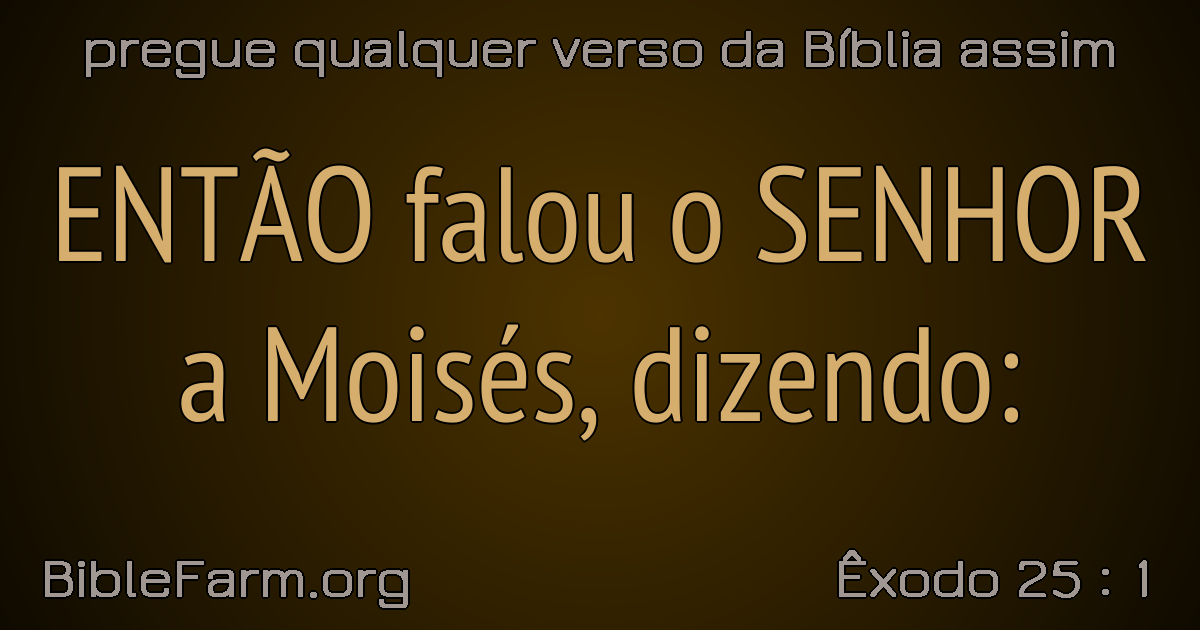 pregue qualquer verso da Bíblia assim
ENTÃO falou o SENHOR
a Moisés, dizendo:
BibleFarm.org
Êxodo 25 : 1